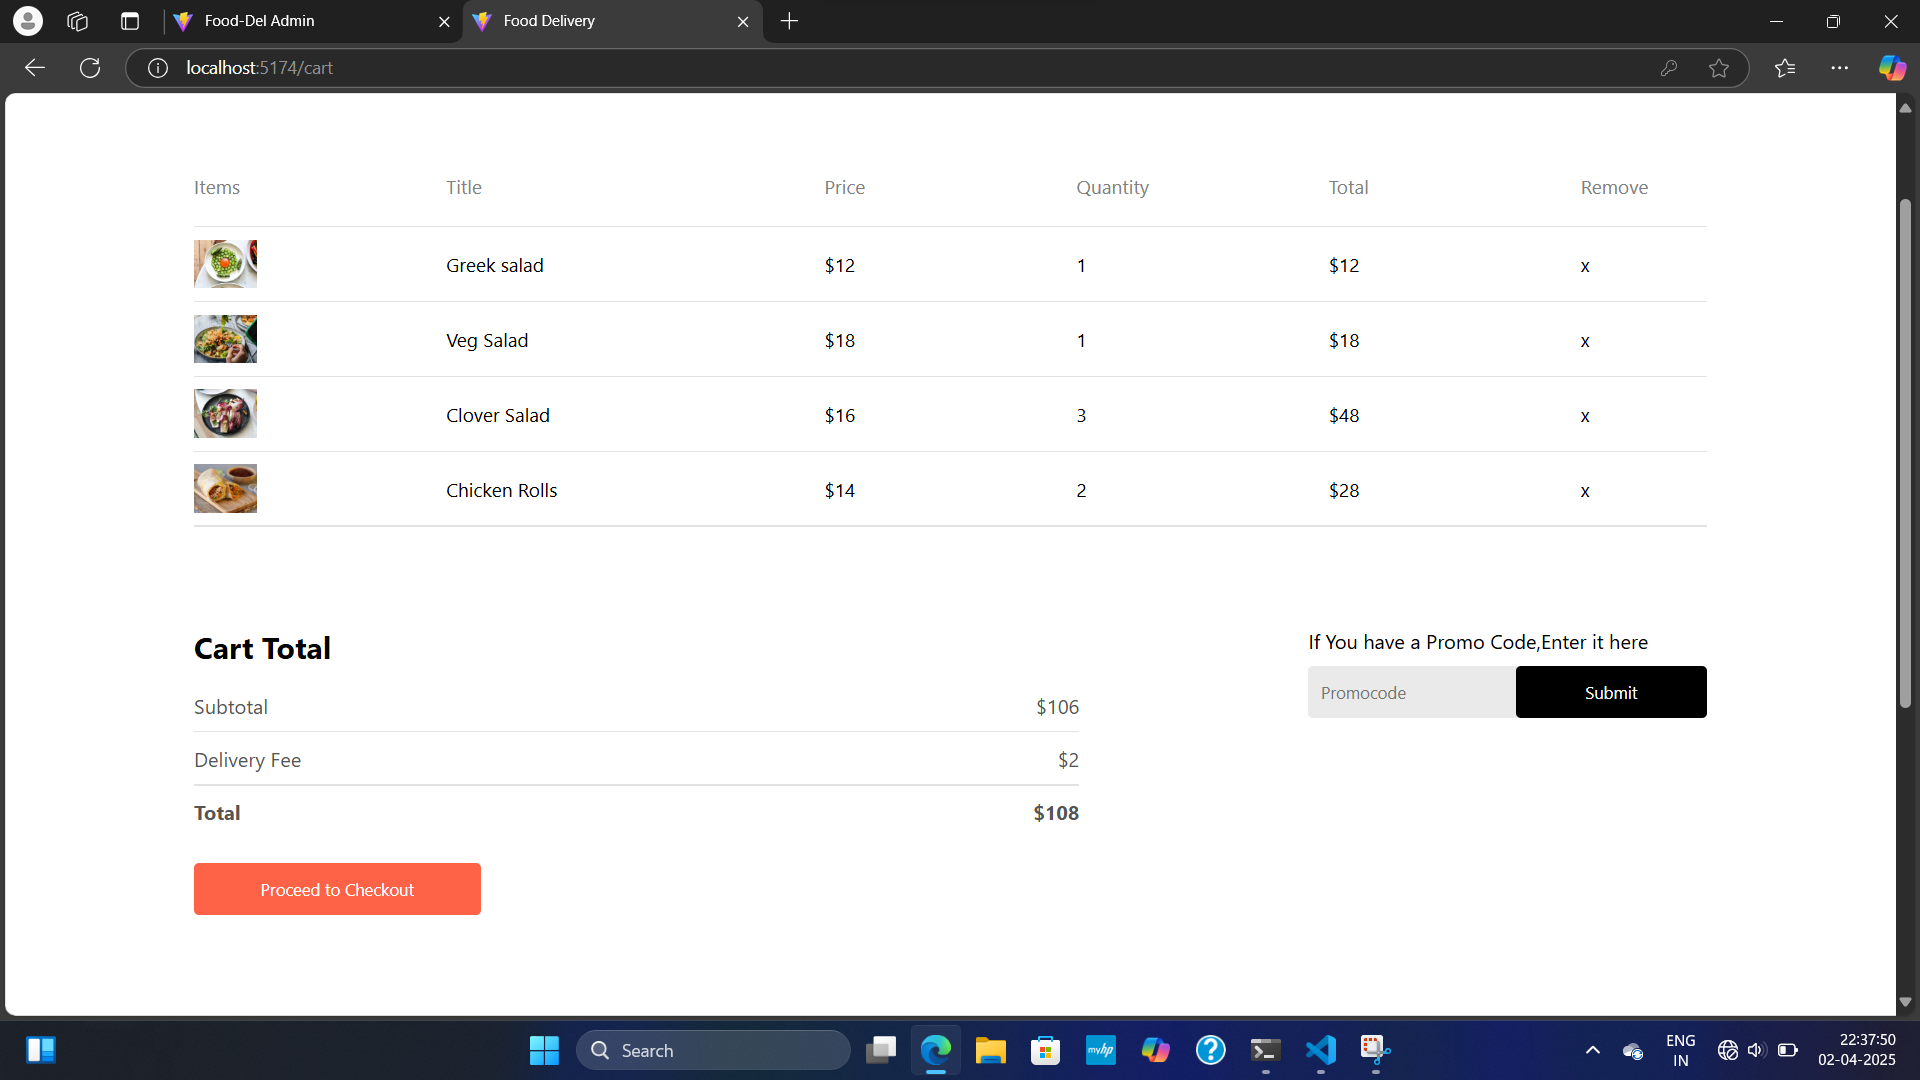 Food-Del Admin
Food Delivery
localhost:5174/cart
Items Title Price Quantity Total Remove
Greek salad $12 1 $12 x
Veg Salad $18 1 $18 x
Clover Salad $16 3 $48 x
Chicken Rolls $14 2 $28 x
Cart Total
Subtotal $106
Delivery Fee $2
Total $108
Proceed to Checkout
If You have a Promo Code,Enter it here
Promocode Submit
Search
myhp
ENG
IN
22:37:50
02-04-2025